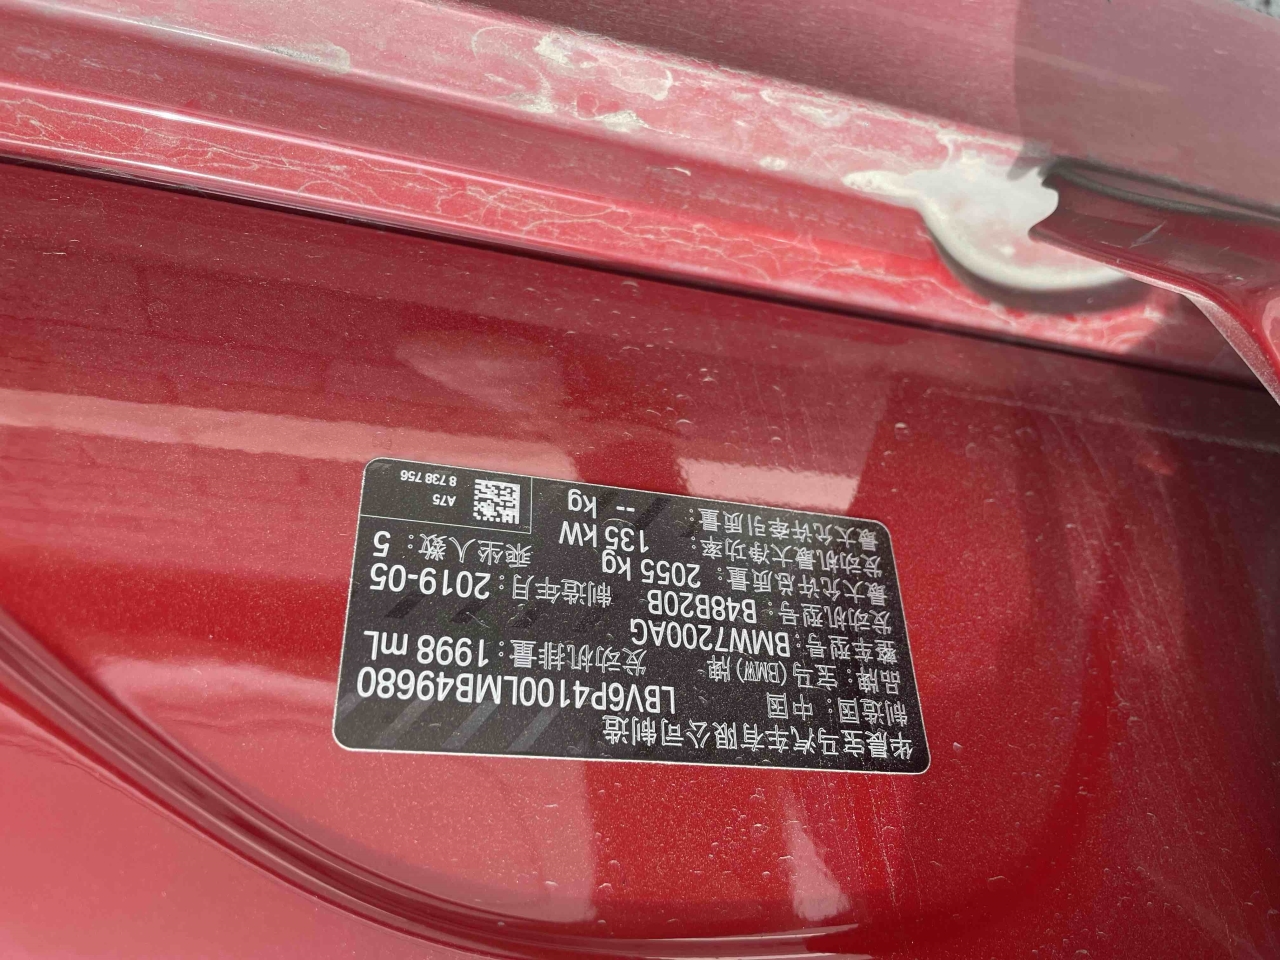 华晨宝马汽车有限公司制造
制造国：中国 LBV6P4100LMB49680
品牌：宝马(BMW)牌 发动机排量：1998 mL
整车型号：BMW7200AG
发动机型号：B48B20B 制造年月：2019-05
最大允许总质量：2055 kg 乘坐人数：5
发动机最大净功率：135 kW
最大允许牵引质量：-- kg
A75
8 738 756